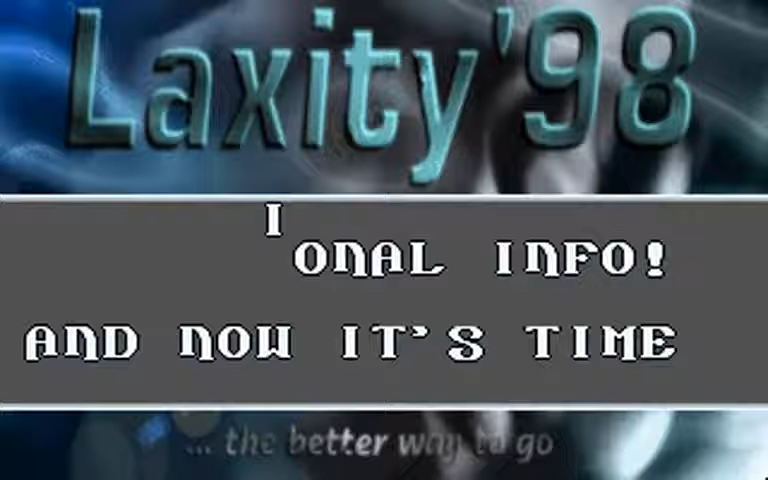 Laxity'98
I
ONAL INFO!
AND NOW IT'S TIME
... the better way to go